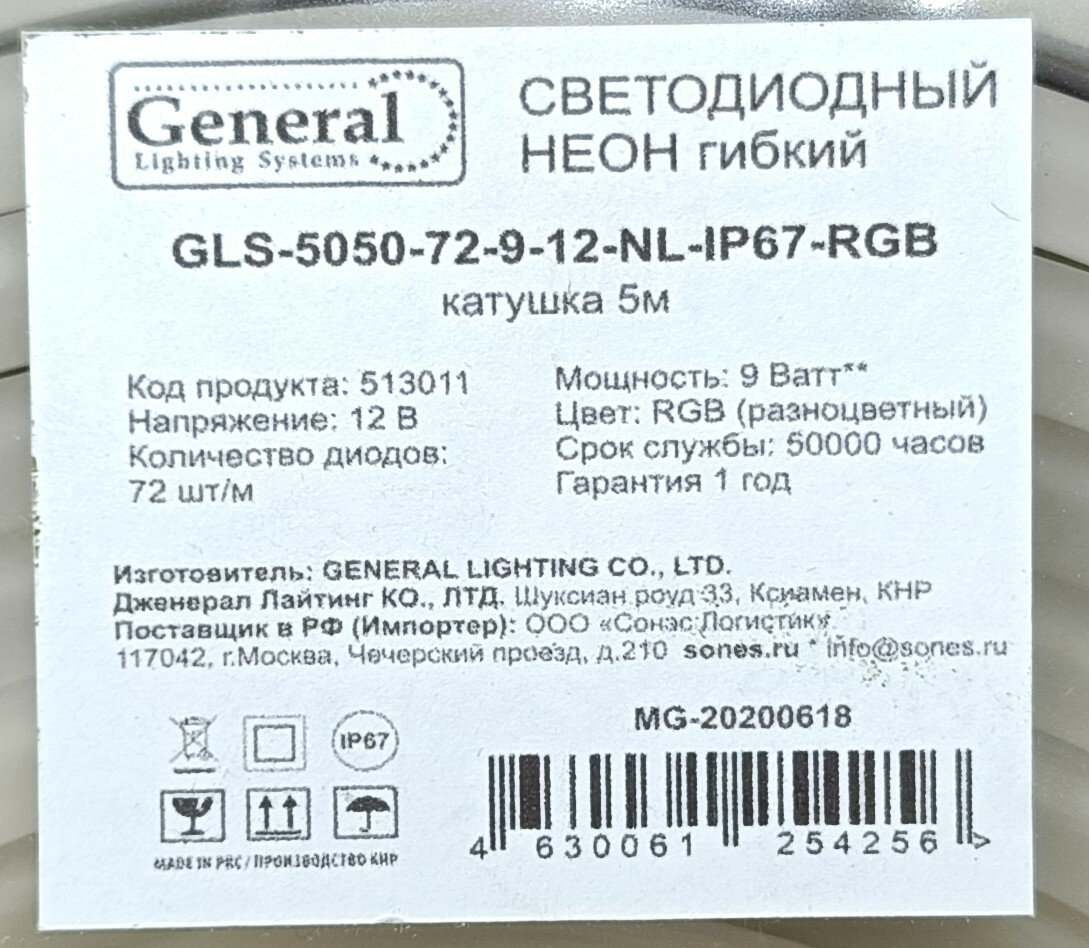 General
Lighting Systems
СВЕТОДИОДНЫЙ
НЕОН гибкий
GLS-5050-72-9-12-NL-IP67-RGB
катушка 5м
Код продукта: 513011
Напряжение: 12 В
Количество диодов:
72 шт/м
Мощность: 9 Ватт**
Цвет: RGB (разноцветный)
Срок службы: 50000 часов
Гарантия 1 год
Изготовитель: GENERAL LIGHTING CO., LTD.
Дженерал Лайтинг КО., ЛТД. Шуксиан роуд 33, Ксиамен, КНР
Поставщик в РФ (Импортер): ООО «Сонэс Логистик».
117042, г.Москва, Чечерский проезд, д.210 sones.ru * info@sones.ru
IP67
MADE IN PRC / ПРОИЗВОДСТВО КНР
MG-20200618
4 630061 254256 >